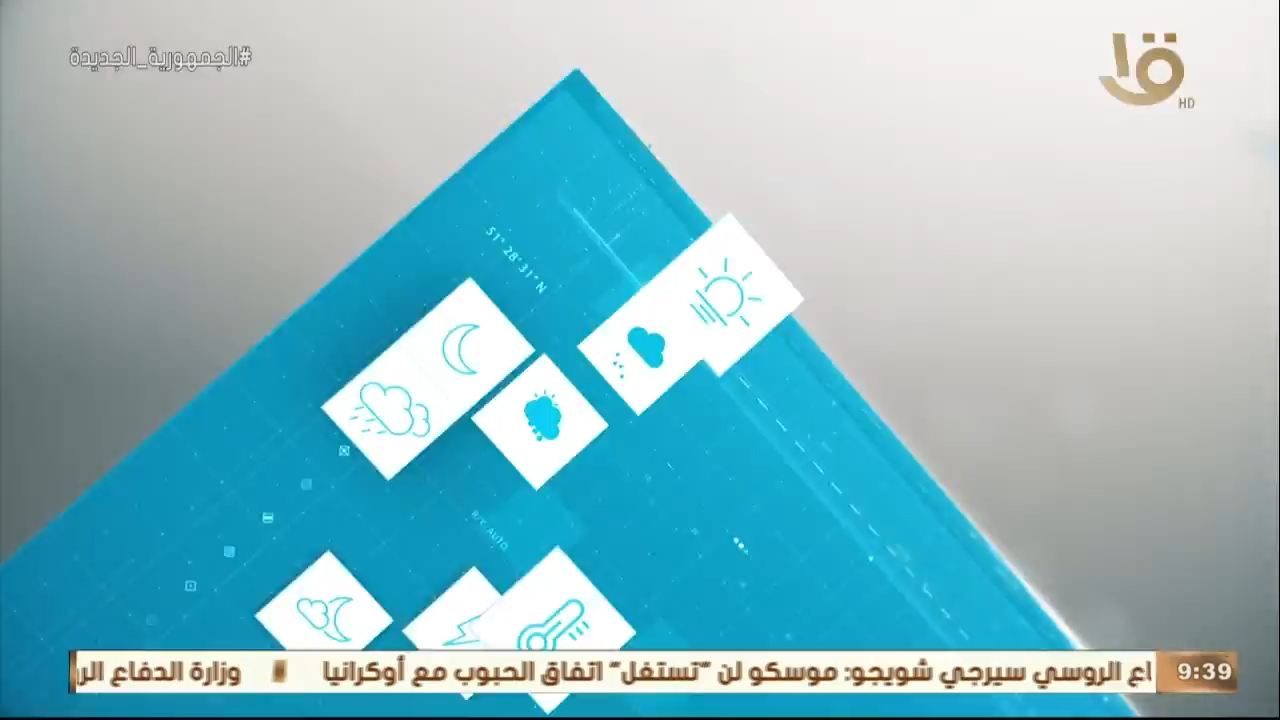 #الجمهورية_الجديدة
HD
51° 28' 31" N
R/C AUTO
9:39
اع الروسي سيرجي شويجو: موسكو لن "تستغل" اتفاق الحبوب مع أوكرانيا
وزارة الدفاع الر